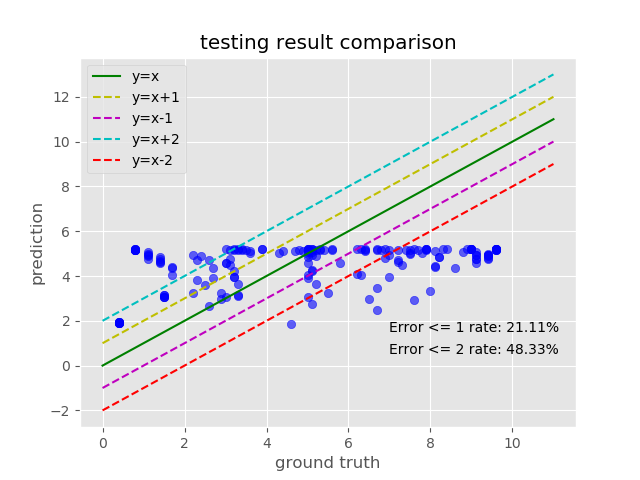 testing result comparison
y=x
y=x+1
y=x-1
y=x+2
y=x-2
12
10
8
6
4
2
0
−2
prediction
Error <= 1 rate: 21.11%
Error <= 2 rate: 48.33%
0 2 4 6 8 10
ground truth